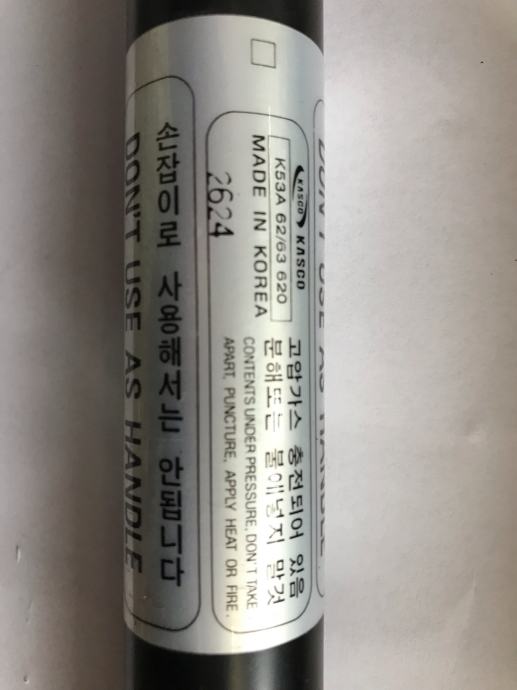 DON'T USE AS HANDLE
KASCO KASCO
K53A 62/63 620
MADE IN KOREA
2624
고압가스 충전되어 있음
분해또는 불에넣지 말것
CONTENTS UNDER PRESSURE, DON'T TAKE
APART, PUNCTURE, APPLY HEAT OR FIRE.
손잡이로 사용해서는 안됩니다
DON'T USE AS HANDLE